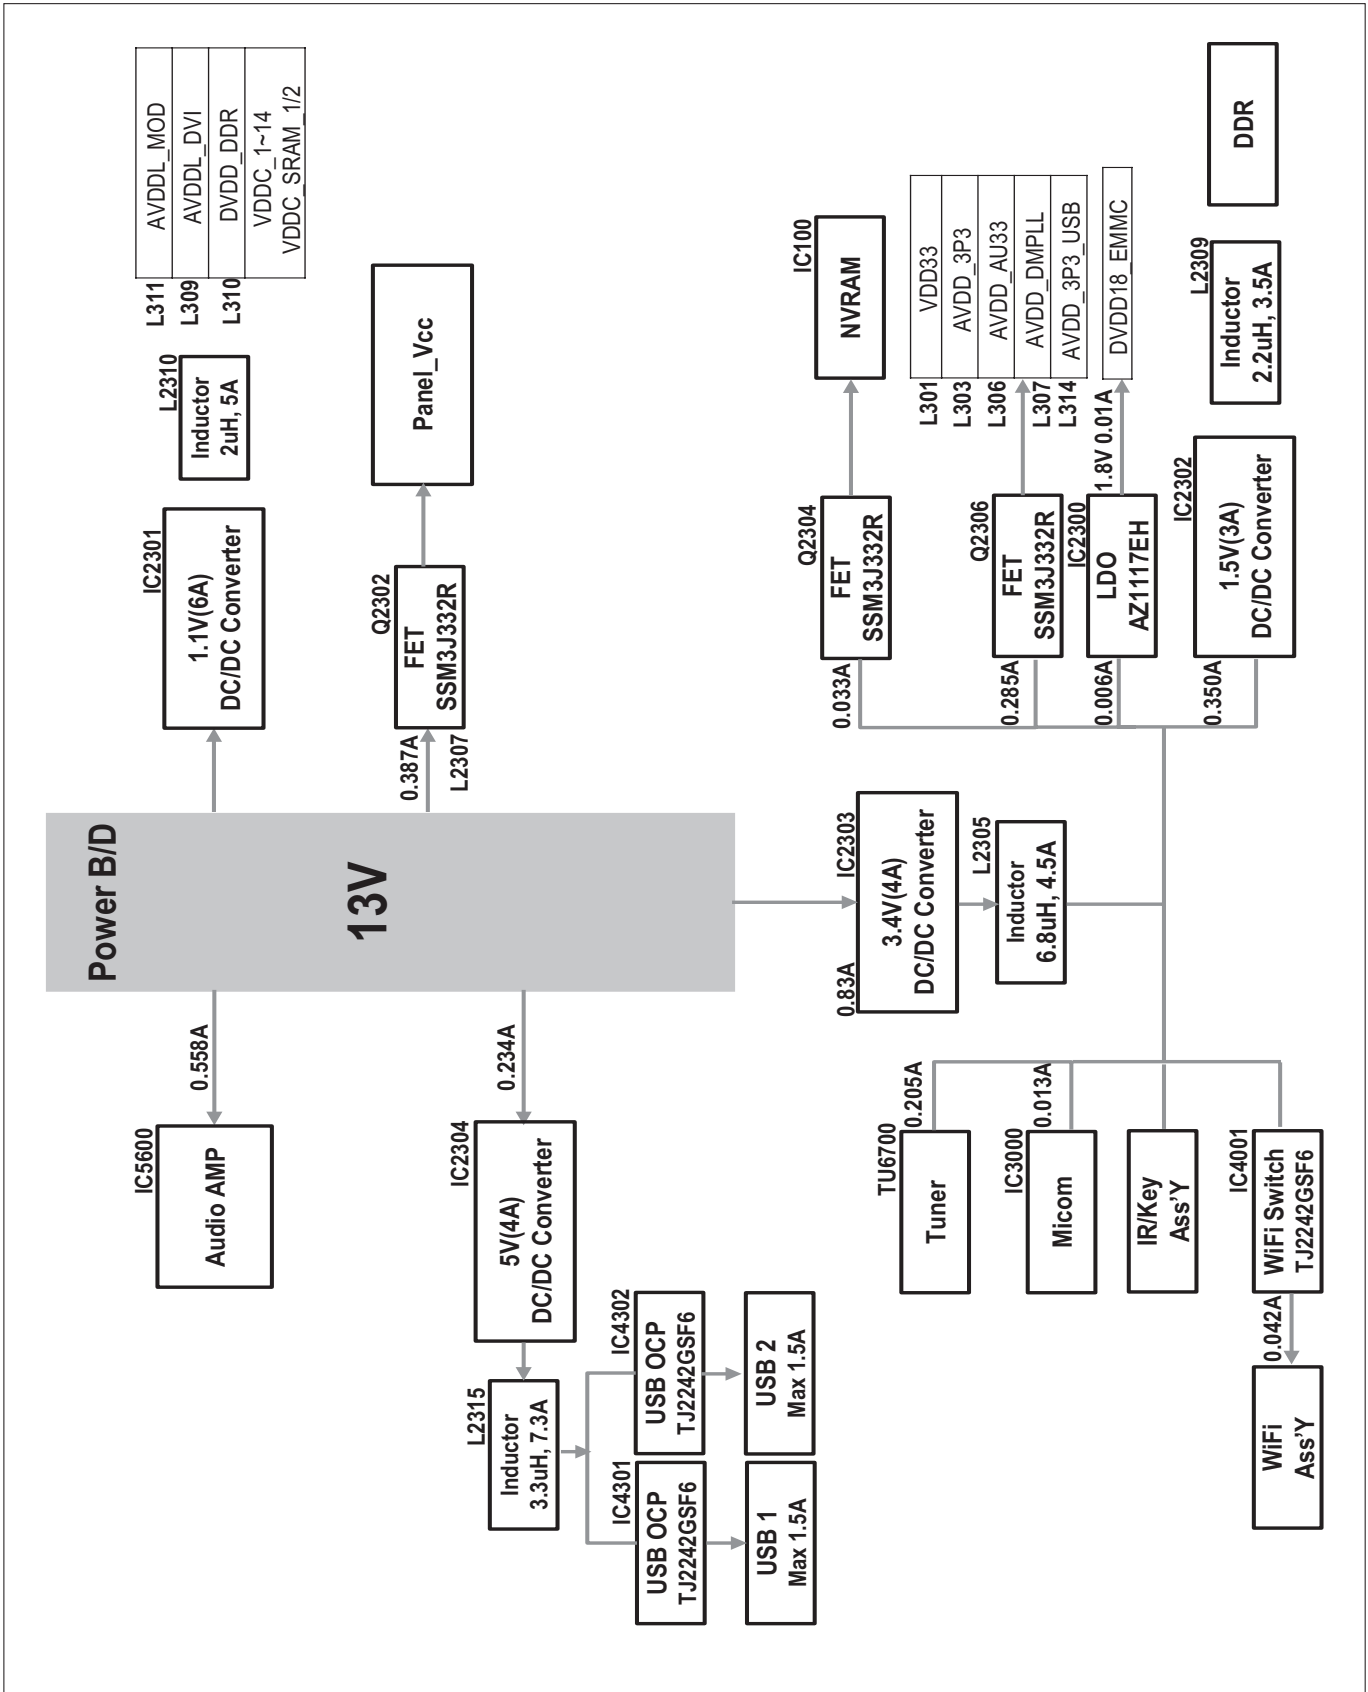 Power B/D
13V
0.558A
IC5600
Audio AMP
0.234A
IC2304
5V(4A)
DC/DC Converter
L2315
Inductor
3.3uH, 7.3A
IC4301
USB OCP
TJ2242GSF6
USB 1
Max 1.5A
IC4302
USB OCP
TJ2242GSF6
USB 2
Max 1.5A
IC2301
1.1V(6A)
DC/DC Converter
L2310
Inductor
2uH, 5A
L311
AVDDL_MOD
L309
AVDDL_DVI
L310
DVDD_DDR
VDDC_1~14
VDDC_SRAM_1/2
0.387A
L2307
Q2302
FET
SSM3J332R
Panel_Vcc
0.83A
IC2303
3.4V(4A)
DC/DC Converter
L2305
Inductor
6.8uH, 4.5A
TU6700
0.205A
Tuner
IC3000
0.013A
Micom
IR/Key
Ass'Y
IC4001
WiFi Switch
TJ2242GSF6
0.042A
WiFi
Ass'Y
0.033A
Q2304
FET
SSM3J332R
IC100
NVRAM
0.285A
Q2306
FET
SSM3J332R
L301
VDD33
L303
AVDD_3P3
L306
AVDD_AU33
L307
AVDD_DMPLL
L314
AVDD_3P3_USB
0.006A
IC2300
LDO
AZ1117EH
1.8V 0.01A
DVDD18_EMMC
0.350A
IC2302
1.5V(3A)
DC/DC Converter
L2309
Inductor
2.2uH, 3.5A
DDR